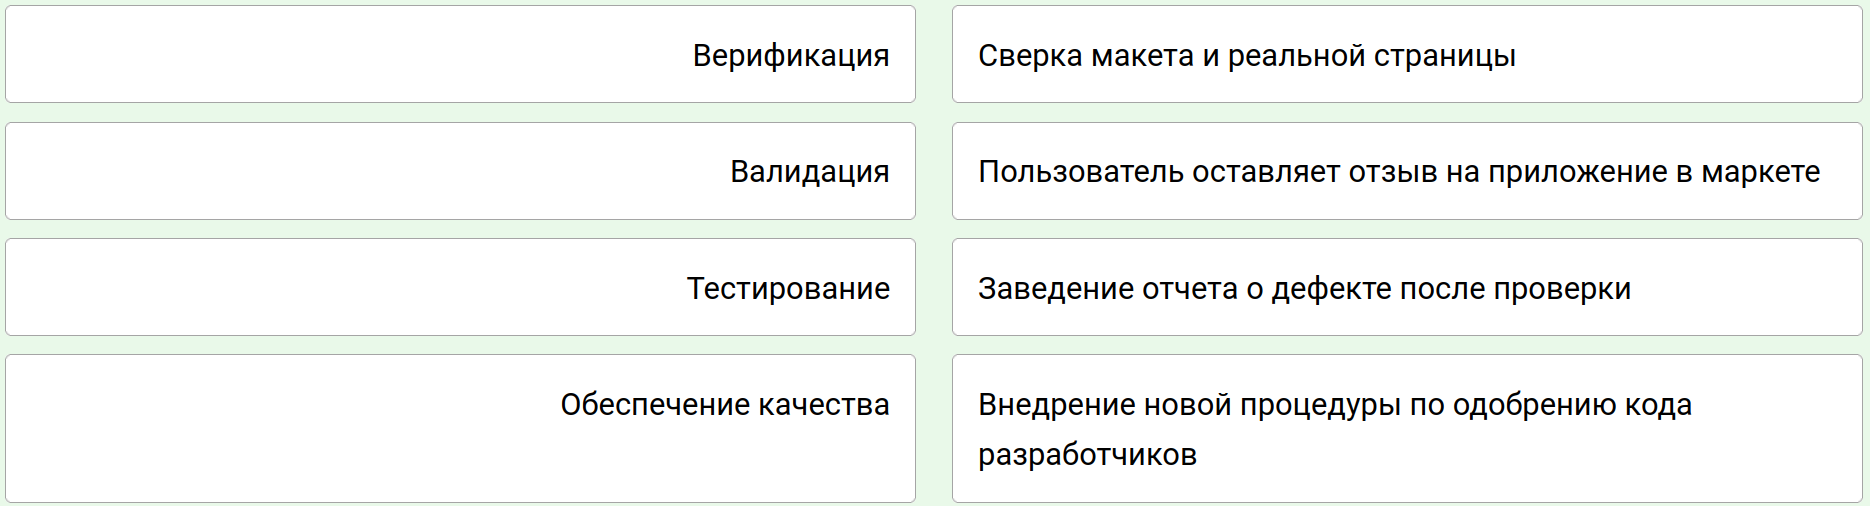 Верификация
Сверка макета и реальной страницы
Валидация
Пользователь оставляет отзыв на приложение в маркете
Тестирование
Заведение отчета о дефекте после проверки
Обеспечение качества
Внедрение новой процедуры по одобрению кода
разработчиков